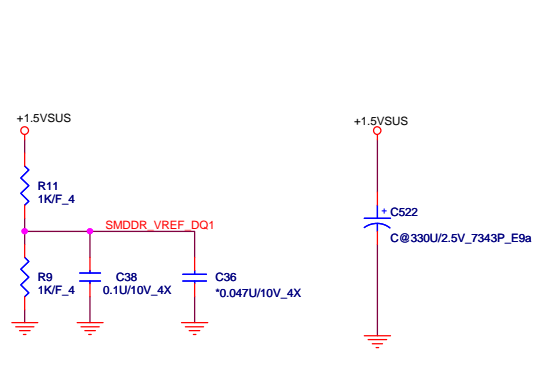 +1.5VSUS
R11
1K/F_4
SMDDR_VREF_DQ1
R9
1K/F_4
C38
0.1U/10V_4X
C36
*0.047U/10V_4X
+1.5VSUS
+
C522
C@330U/2.5V_7343P_E9a